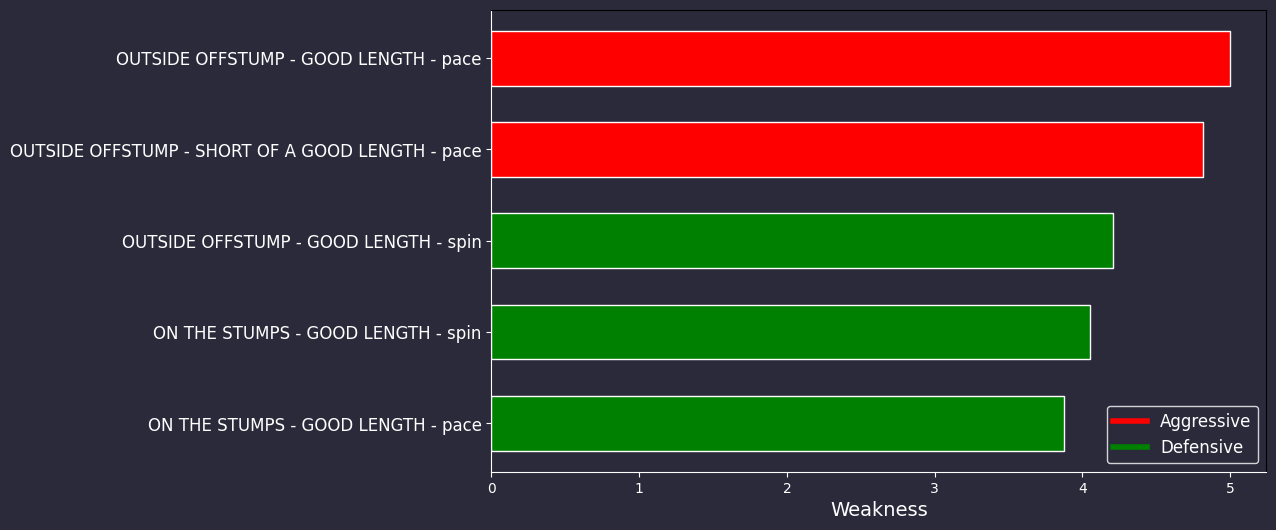 OUTSIDE OFFSTUMP - GOOD LENGTH - pace
OUTSIDE OFFSTUMP - SHORT OF A GOOD LENGTH - pace
OUTSIDE OFFSTUMP - GOOD LENGTH - spin
ON THE STUMPS - GOOD LENGTH - spin
ON THE STUMPS - GOOD LENGTH - pace
Aggressive
Defensive
0 1 2 3 4 5
Weakness